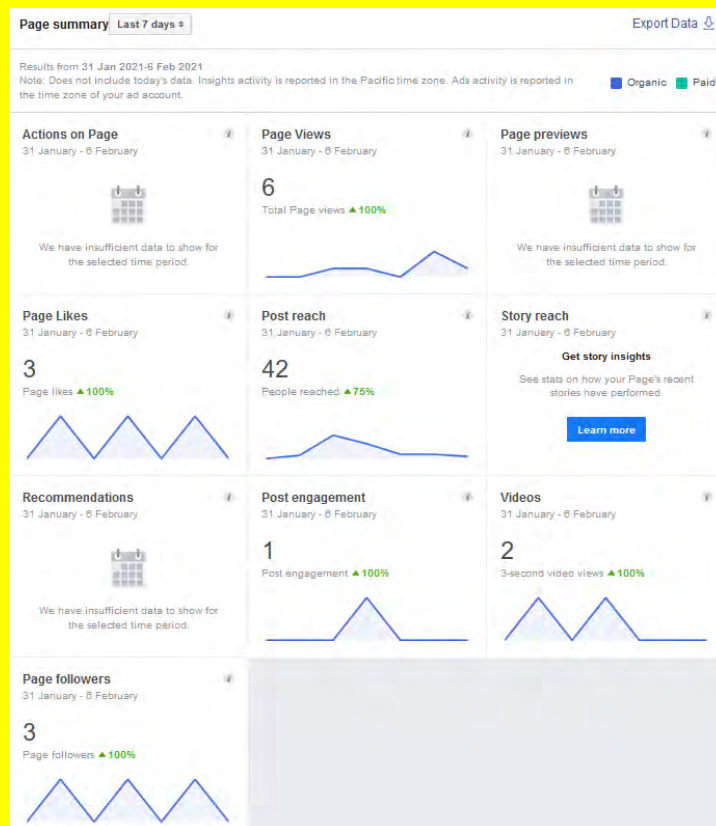 Page summary Last 7 days Export Data
Results from 31 Jan 2021-6 Feb 2021
Note: Does not include today's data. Insights activity is reported in the Pacific time zone. Ads activity is reported in
the time zone of your ad account.
Organic Paid
Actions on Page
31 January - 6 February
We have insufficient data to show for
the selected time period.
Page Views
31 January - 6 February
6
Total Page views ▲100%
Page previews
31 January - 6 February
We have insufficient data to show for
the selected time period.
Page Likes
31 January - 6 February
3
Page likes ▲100%
Post reach
31 January - 6 February
42
People reached ▲75%
Story reach
31 January - 6 February
Get story insights
See stats on how your Page's recent
stories have performed.
Learn more
Recommendations
31 January - 6 February
We have insufficient data to show for
the selected time period.
Post engagement
31 January - 6 February
1
Post engagement ▲100%
Videos
31 January - 6 February
2
3-second video views ▲100%
Page followers
31 January - 6 February
3
Page followers ▲100%